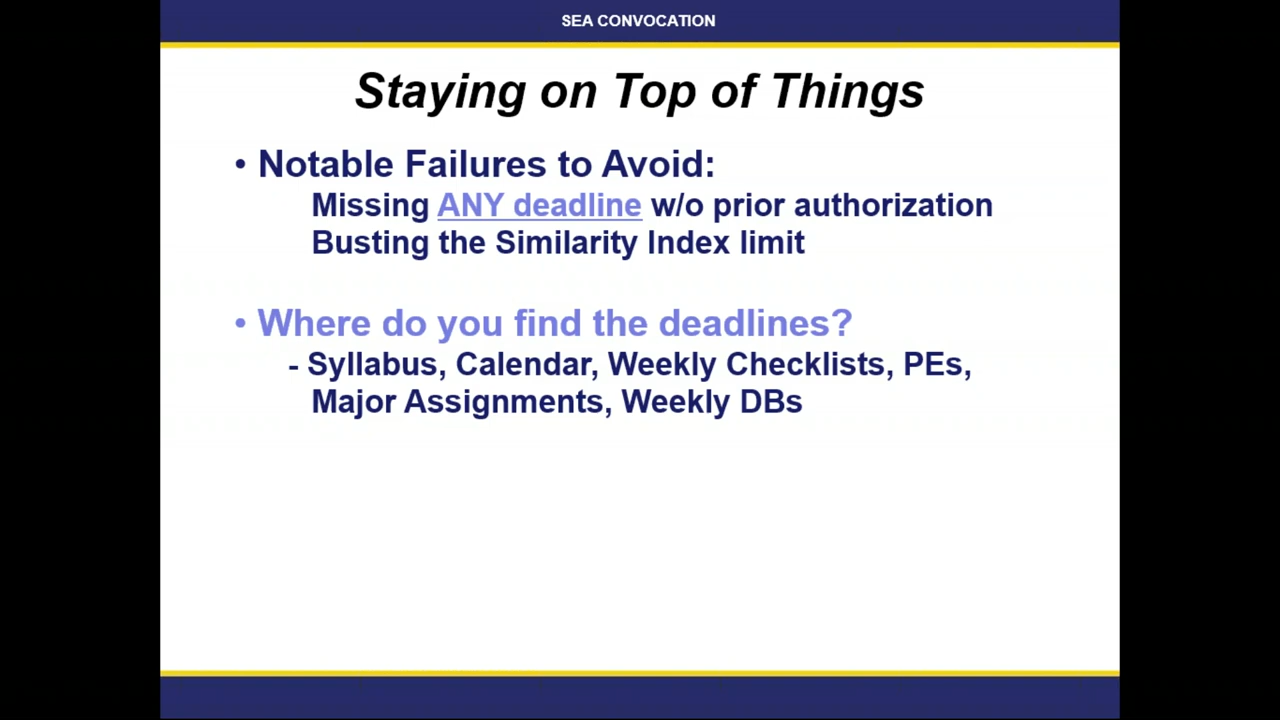 SEA CONVOCATION
Staying on Top of Things
• Notable Failures to Avoid:
Missing ANY deadline w/o prior authorization
Busting the Similarity Index limit
• Where do you find the deadlines?
- Syllabus, Calendar, Weekly Checklists, PEs,
Major Assignments, Weekly DBs